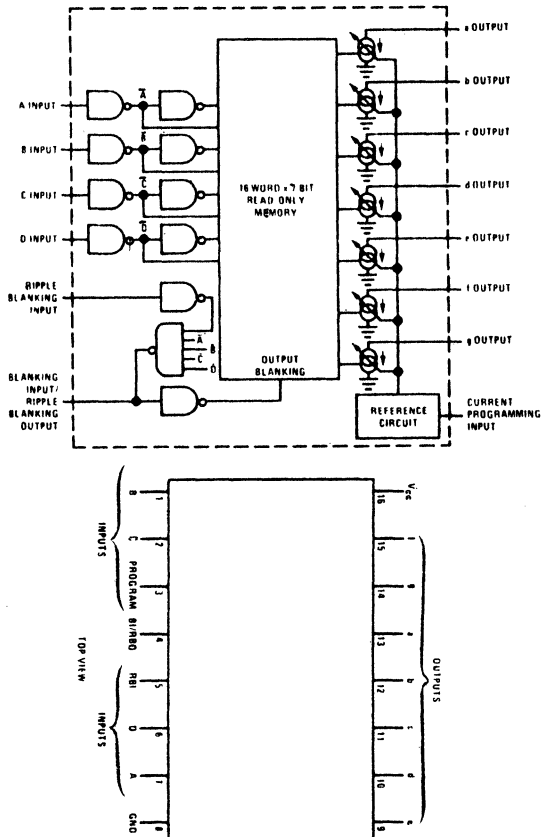 a OUTPUT
b OUTPUT
c OUTPUT
d OUTPUT
e OUTPUT
f OUTPUT
g OUTPUT
A INPUT
B INPUT
C INPUT
D INPUT
A
B
C
D
16 WORD × 7 BIT
READ ONLY
MEMORY
RIPPLE
BLANKING
INPUT
A
B
C
D
OUTPUT
BLANKING
BLANKING
INPUT/
RIPPLE
BLANKING
OUTPUT
REFERENCE
CIRCUIT
CURRENT
PROGRAMMING
INPUT
INPUTS
B 1
C 2
PROGRAM 3
BI/RBO 4
TOP VIEW
INPUTS
RBI 5
D 6
A 7
GND 8
VCC 16
15
g 14
a 13
b 12
c 11
d 10
e 9
OUTPUTS